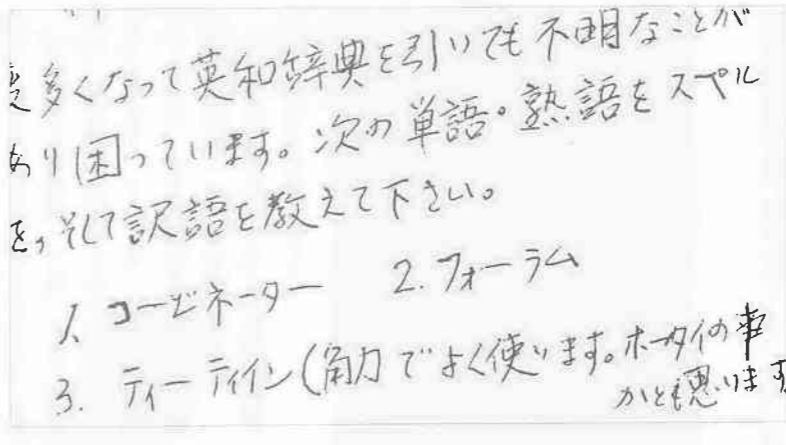 度多くなって英和辞典を引いても不明なことが
あり困っています。次の単語。熟語をスペル
を,そして訳語を教えて下さい。
1. コーヒネーター 2. フォーラム
3. ティーティイン(角力でよく使います。ホータイの事
かとも思います